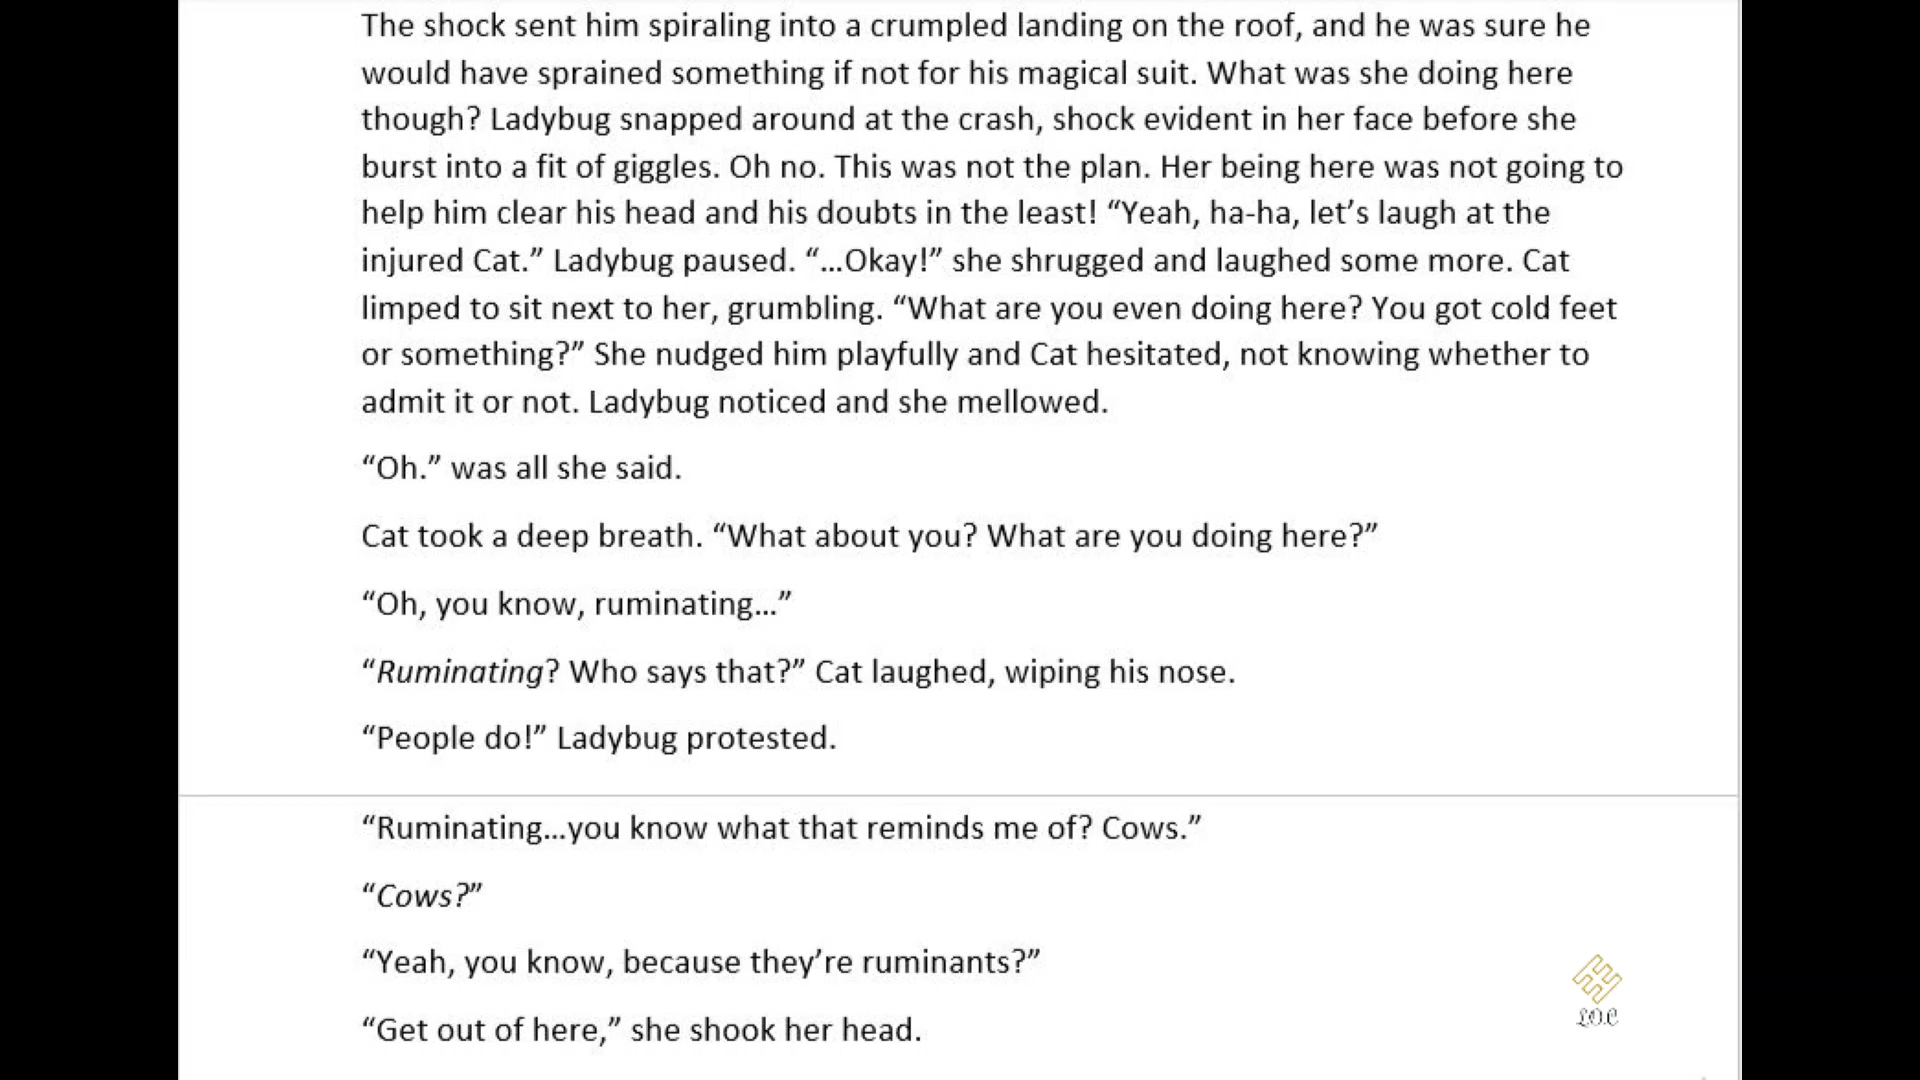 The shock sent him spiraling into a crumpled landing on the roof, and he was sure he
would have sprained something if not for his magical suit. What was she doing here
though? Ladybug snapped around at the crash, shock evident in her face before she
burst into a fit of giggles. Oh no. This was not the plan. Her being here was not going to
help him clear his head and his doubts in the least! “Yeah, ha-ha, let’s laugh at the
injured Cat.” Ladybug paused. “…Okay!” she shrugged and laughed some more. Cat
limped to sit next to her, grumbling. “What are you even doing here? You got cold feet
or something?” She nudged him playfully and Cat hesitated, not knowing whether to
admit it or not. Ladybug noticed and she mellowed.
“Oh.” was all she said.
Cat took a deep breath. “What about you? What are you doing here?”
“Oh, you know, ruminating…”
“Ruminating? Who says that?” Cat laughed, wiping his nose.
“People do!” Ladybug protested.
“Ruminating…you know what that reminds me of? Cows.”
“Cows?”
“Yeah, you know, because they’re ruminants?”
“Get out of here,” she shook her head.
L.O.C